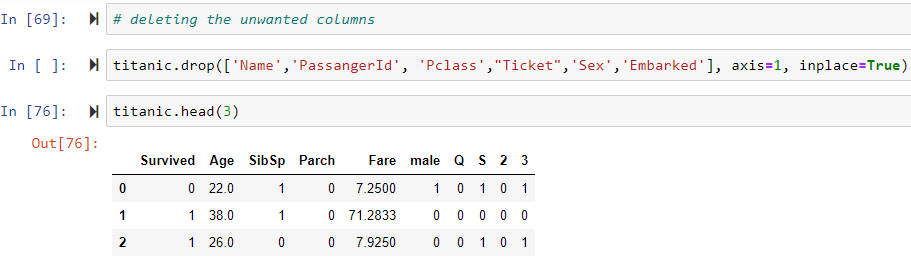 In [69]: # deleting the unwanted columns
In [ ]: titanic.drop(['Name','PassangerId', 'Pclass',"Ticket",'Sex','Embarked'], axis=1, inplace=True)
In [76]: titanic.head(3)
Out[76]:
Survived Age SibSp Parch Fare male Q S 2 3
0 0 22.0 1 0 7.2500 1 0 1 0 1
1 1 38.0 1 0 71.2833 0 0 0 0 0
2 1 26.0 0 0 7.9250 0 0 1 0 1